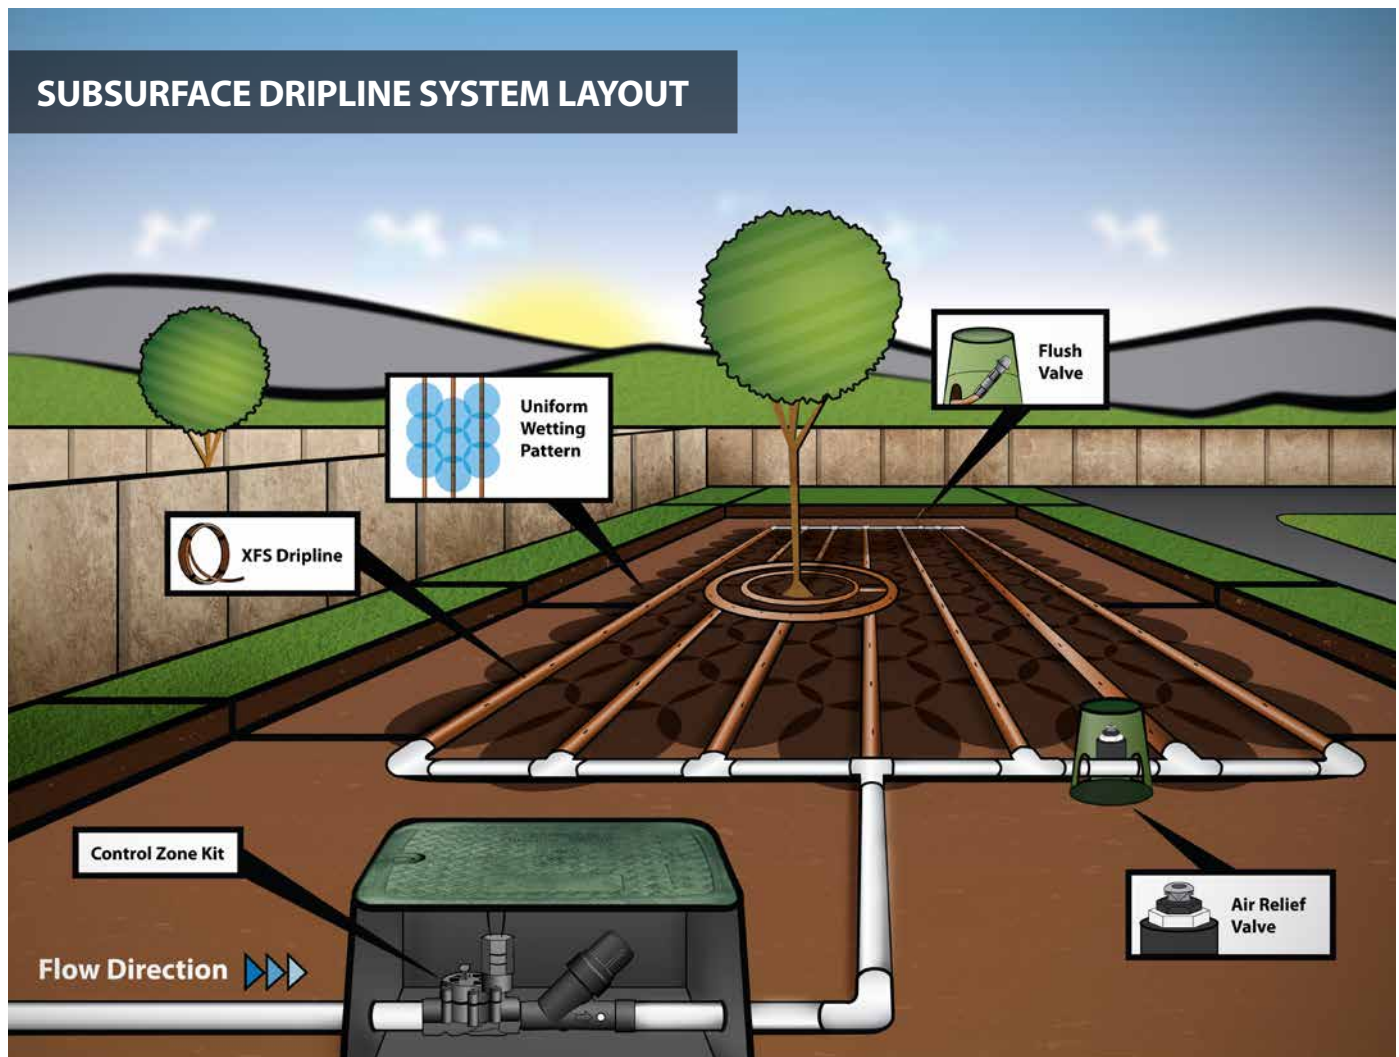 SUBSURFACE DRIPLINE SYSTEM LAYOUT
Flush
Valve
Uniform
Wetting
Pattern
XFS Dripline
Control Zone Kit
Air Relief
Valve
Flow Direction